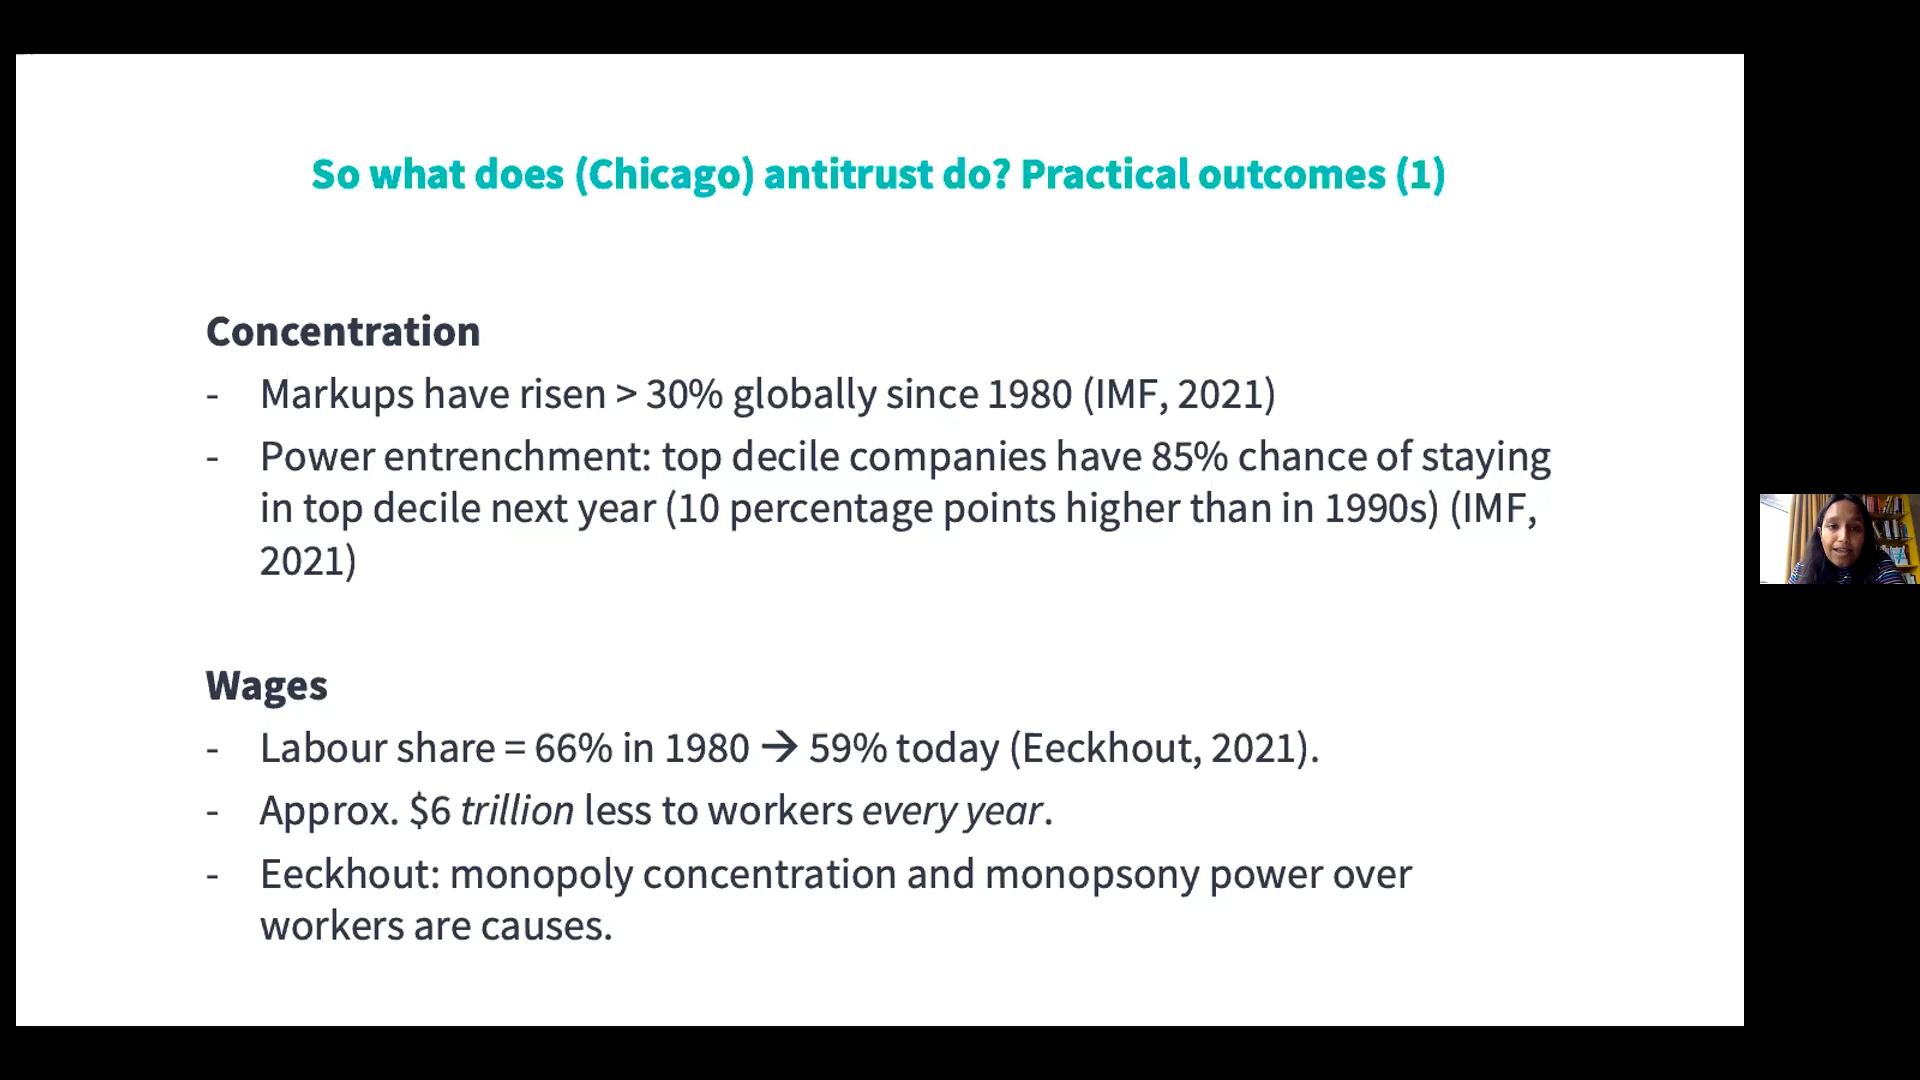 So what does (Chicago) antitrust do? Practical outcomes (1)
Concentration
- Markups have risen > 30% globally since 1980 (IMF, 2021)
- Power entrenchment: top decile companies have 85% chance of staying
in top decile next year (10 percentage points higher than in 1990s) (IMF,
2021)
Wages
- Labour share = 66% in 1980 → 59% today (Eeckhout, 2021).
- Approx. $6 trillion less to workers every year.
- Eeckhout: monopoly concentration and monopsony power over
workers are causes.